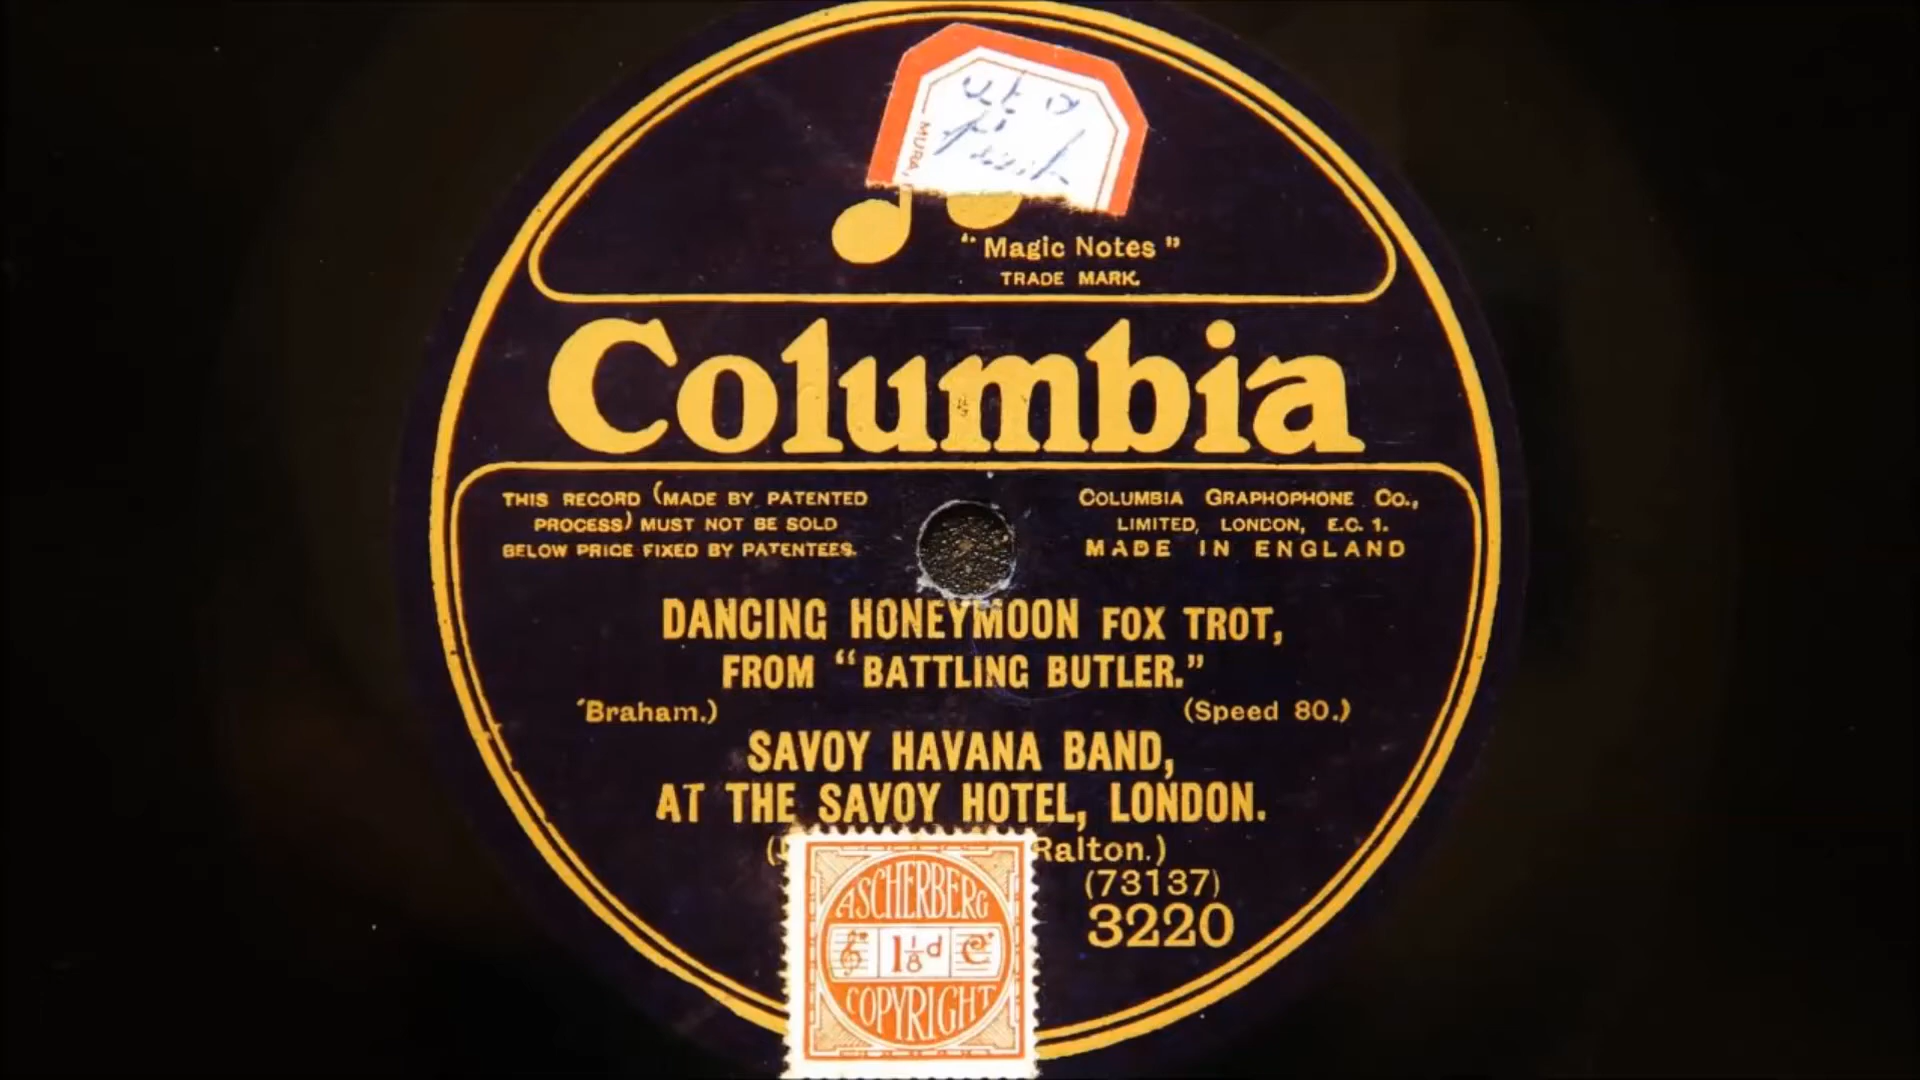 MURA
"Magic Notes"
TRADE MARK.
Columbia
THIS RECORD (MADE BY PATENTED
PROCESS) MUST NOT BE SOLD
BELOW PRICE FIXED BY PATENTEES.
COLUMBIA GRAPHOPHONE CO.,
LIMITED, LONDON, E.C. 1.
MADE IN ENGLAND
DANCING HONEYMOON FOX TROT,
FROM "BATTLING BUTLER."
Braham.) (Speed 80.)
SAVOY HAVANA BAND,
AT THE SAVOY HOTEL, LONDON.
Ralton.)
(73137)
3220
ASCHERBERG
1⅛d
COPYRIGHT